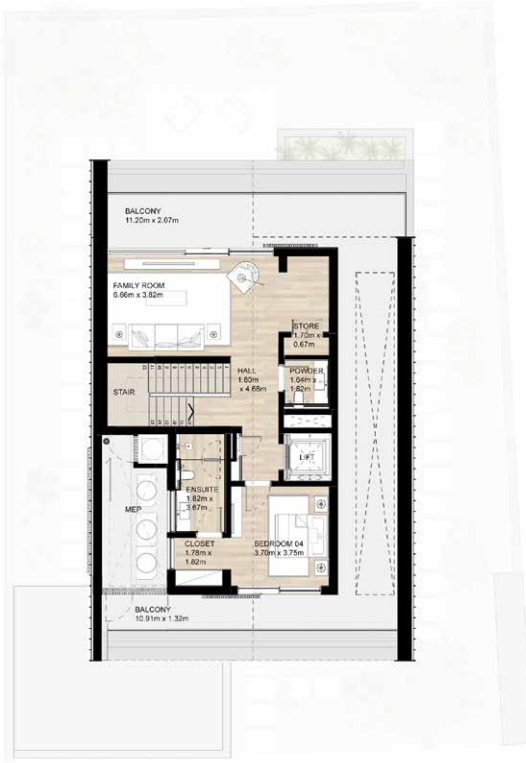 BALCONY
11.20m x 2.07m
FAMILY ROOM
6.66m x 3.82m
STORE
1.70m x
0.67m
HALL
1.80m
x 4.68m
POWDER
1.64m x
1.82m
STAIR
LIFT
ENSUITE
1.82m x
3.67m
MEP
CLOSET
1.78m x
1.82m
BEDROOM 04
3.70m x 3.75m
BALCONY
10.91m x 1.32m